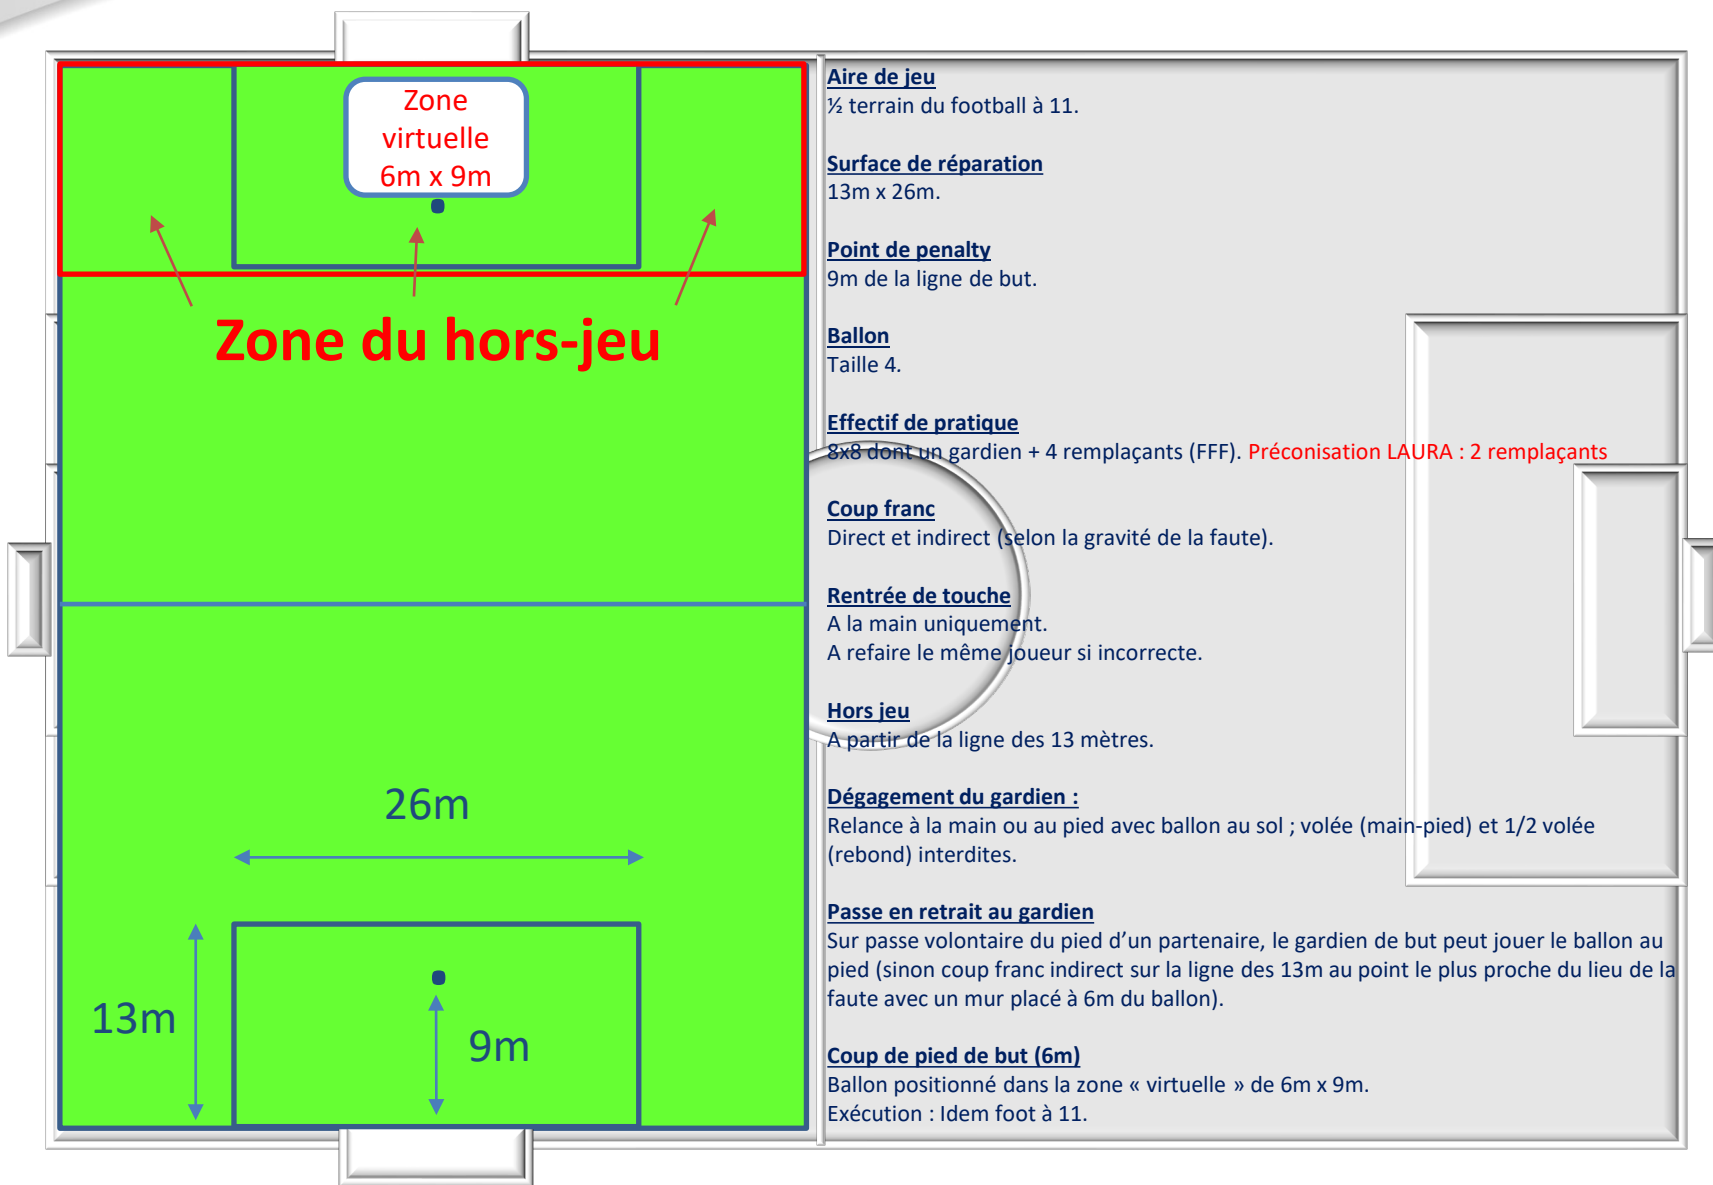 Zone
virtuelle
6m x 9m
Zone du hors-jeu
26m
13m
9m
Aire de jeu
½ terrain du football à 11.
Surface de réparation
13m x 26m.
Point de penalty
9m de la ligne de but.
Ballon
Taille 4.
Effectif de pratique
8x8 dont un gardien + 4 remplaçants (FFF). Préconisation LAURA : 2 remplaçants
Coup franc
Direct et indirect (selon la gravité de la faute).
Rentrée de touche
A la main uniquement.
A refaire le même joueur si incorrecte.
Hors jeu
A partir de la ligne des 13 mètres.
Dégagement du gardien :
Relance à la main ou au pied avec ballon au sol ; volée (main-pied) et 1/2 volée
(rebond) interdites.
Passe en retrait au gardien
Sur passe volontaire du pied d’un partenaire, le gardien de but peut jouer le ballon au
pied (sinon coup franc indirect sur la ligne des 13m au point le plus proche du lieu de la
faute avec un mur placé à 6m du ballon).
Coup de pied de but (6m)
Ballon positionné dans la zone « virtuelle » de 6m x 9m.
Exécution : Idem foot à 11.